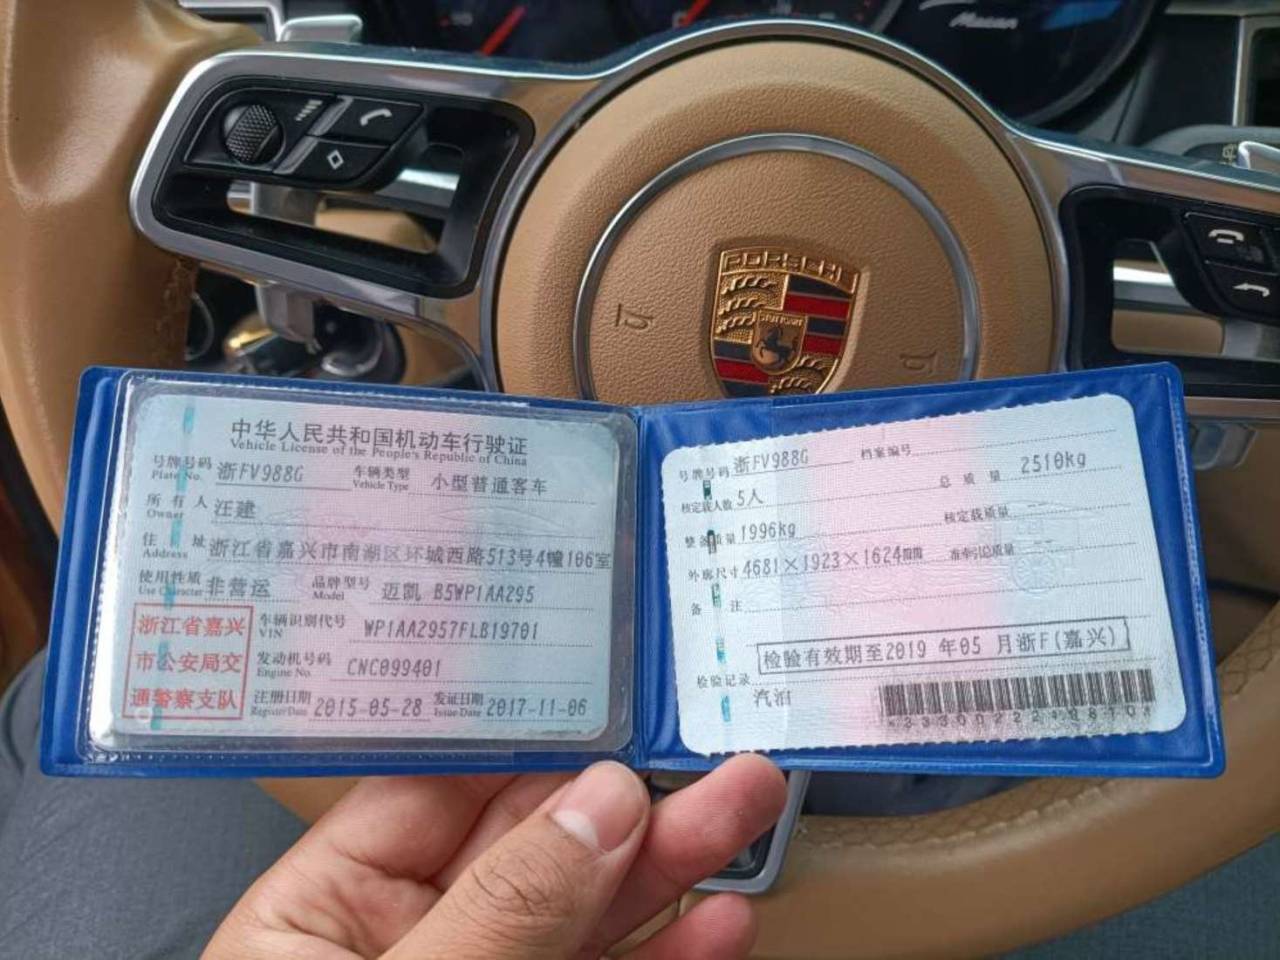 Macan
PORSCHE
STUTTGART
中华人民共和国机动车行驶证
Vehicle License of the People's Republic of China
号牌号码 浙FV988G 车辆类型 小型普通客车
Plate No. Vehicle Type
所有人 汪建
Owner
住址 浙江省嘉兴市南湖区环城西路513号4幢106室
Address
使用性质 非营运 品牌型号 迈凯 B5WP1AA295
Use Character Model
浙江省嘉兴
市公安局交
通警察支队
车辆识别代号 WP1AA2957FLB19701
VIN
发动机号码 CNC099401
Engine No.
注册日期 2015-05-28 发证日期 2017-11-06
Register Date Issue Date
号牌号码 浙FV988G 档案编号
核定载人数 5人 总质量 2510kg
整备质量 1996kg 核定载质量 --
外廓尺寸 4681×1923×1624mm 准牵引总质量 --
备注
检验有效期至2019年05月浙F(嘉兴)
检验记录
汽油